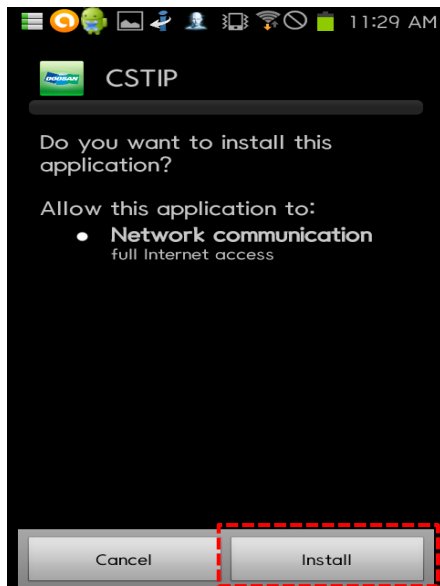 11:29 AM
DOOSAN
CSTIP
Do you want to install this
application?
Allow this application to:
● Network communication
full Internet access
Cancel
Install